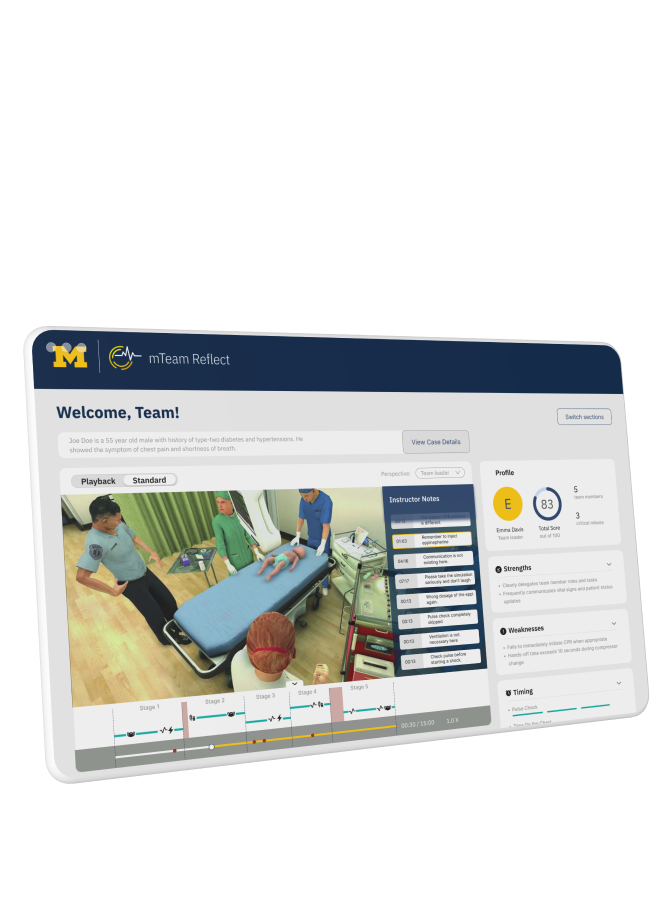 M
mTeam Reflect
Welcome, Team!
Switch sections
Joe Doe is a 55 year old male with history of type-two diabetes and hypertensions. He
showed the symptom of chest pain and shortness of breath.
View Case Details
Playback
Standard
Perspective:
Team leader
Instructor Notes
is different.
01:03
Remember to inject
eppinepherine
04:16
Communication is not
existing here.
07:17
Please take the simulation
seriously and don't laugh
00:13
Wrong dosage of the eppi
again.
00:13
Pulse check completely
skipped
00:13
Ventilation is not
necessary here
00:13
Check pulse before
starting a shock.
Stage 1
Stage 2
Stage 3
Stage 4
Stage 5
00:30 / 15:00
1.0 X
Profile
E
Emma Davis
Team leader
83
Total Sore
out of 100
5
team members
3
critical misses
Strengths
• Clearly delegates team member roles and tasks
• Frequently communicates vital signs and patient status
updates
Weaknesses
• Fails to immediately initiate CPR when appropriate
• Hands-off time exceeds 10 seconds during compressor
change
Timing
• Pulse Check